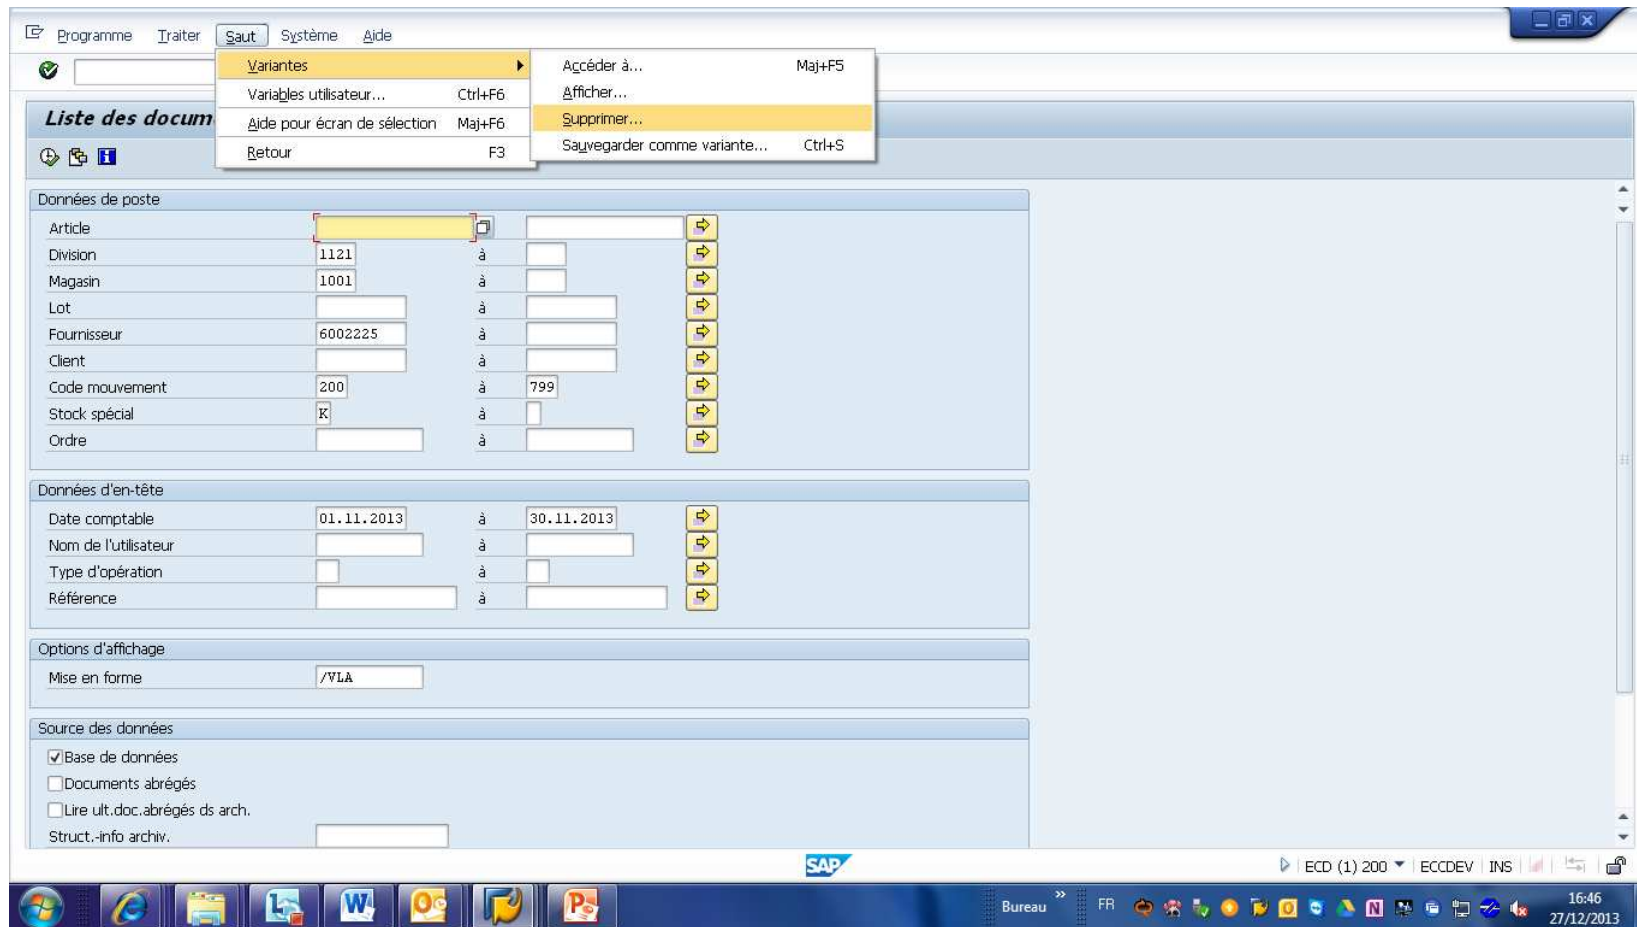 Programme Traiter Saut Système Aide
Variantes Accéder à... Maj+F5
Variables utilisateur... Ctrl+F6 Afficher...
Liste des docum Aide pour écran de sélection Maj+F6 Supprimer...
Retour F3 Sauvegarder comme variante... Ctrl+S
Données de poste
Article
Division 1121 à
Magasin 1001 à
Lot à
Fournisseur 6002225 à
Client à
Code mouvement 200 à 799
Stock spécial K à
Ordre à
Données d'en-tête
Date comptable 01.11.2013 à 30.11.2013
Nom de l'utilisateur à
Type d'opération à
Référence à
Options d'affichage
Mise en forme /VLA
Source des données
Base de données
Documents abrégés
Lire ult.doc.abrégés ds arch.
Struct.-info archiv.
SAP ECD (1) 200 ECCDEV INS
Bureau FR 16:46
27/12/2013